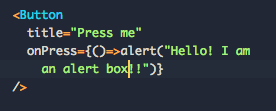 <Button
title="Press me"
onPress={()=>alert("Hello! I am
an alert box!!")}
/>